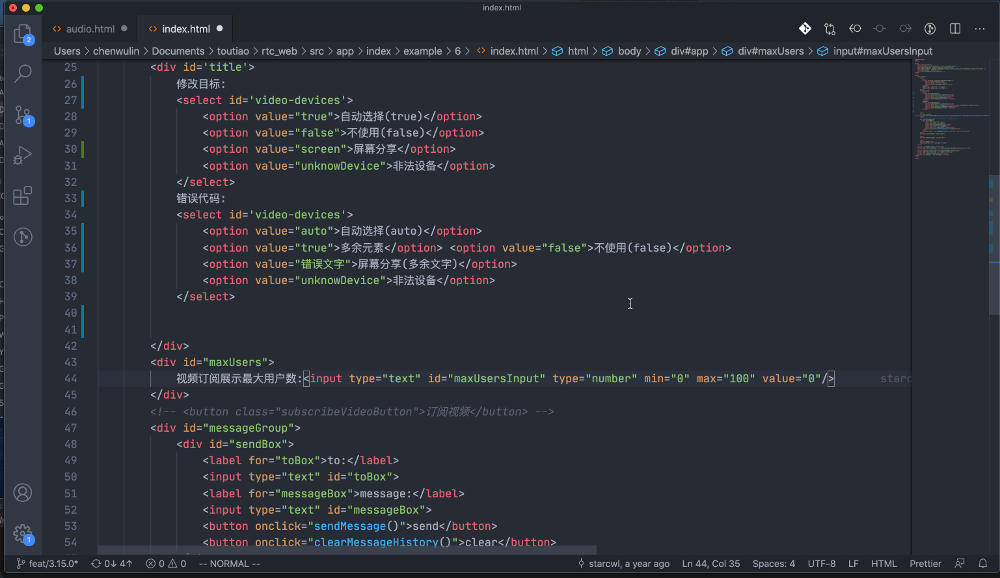 index.html
audio.html
index.html
Users > chenwulin > Documents > toutiao > rtc_web > src > app > index > example > 6 > index.html > html > body > div#app > div#maxUsers > input#maxUsersInput
2
1
1
25 <div id='title'>
26 修改目标:
27 <select id='video-devices'>
28 <option value="true">自动选择(true)</option>
29 <option value="false">不使用(false)</option>
30 <option value="screen">屏幕分享</option>
31 <option value="unknowDevice">非法设备</option>
32 </select>
33 错误代码:
34 <select id='video-devices'>
35 <option value="auto">自动选择(auto)</option>
36 <option value="true">多余元素</option> <option value="false">不使用(false)</option>
37 <option value="错误文字">屏幕分享(多余文字)</option>
38 <option value="unknowDevice">非法设备</option>
39 </select>
40
41
42 </div>
43 <div id="maxUsers">
44 视频订阅展示最大用户数:<input type="text" id="maxUsersInput" type="number" min="0" max="100" value="0"/> starc
45 </div>
46 <!-- <button class="subscribeVideoButton">订阅视频</button> -->
47 <div id="messageGroup">
48 <div id="sendBox">
49 <label for="toBox">to:</label>
50 <input type="text" id="toBox">
51 <label for="messageBox">message:</label>
52 <input type="text" id="messageBox">
53 <button onclick="sendMessage()">send</button>
54 <button onclick="clearMessageHistory()">clear</button>
feat/3.15.0* 0↓ 4↑ 0 0 -- NORMAL -- starcwl, a year ago Ln 44, Col 35 Spaces: 4 UTF-8 LF HTML Prettier